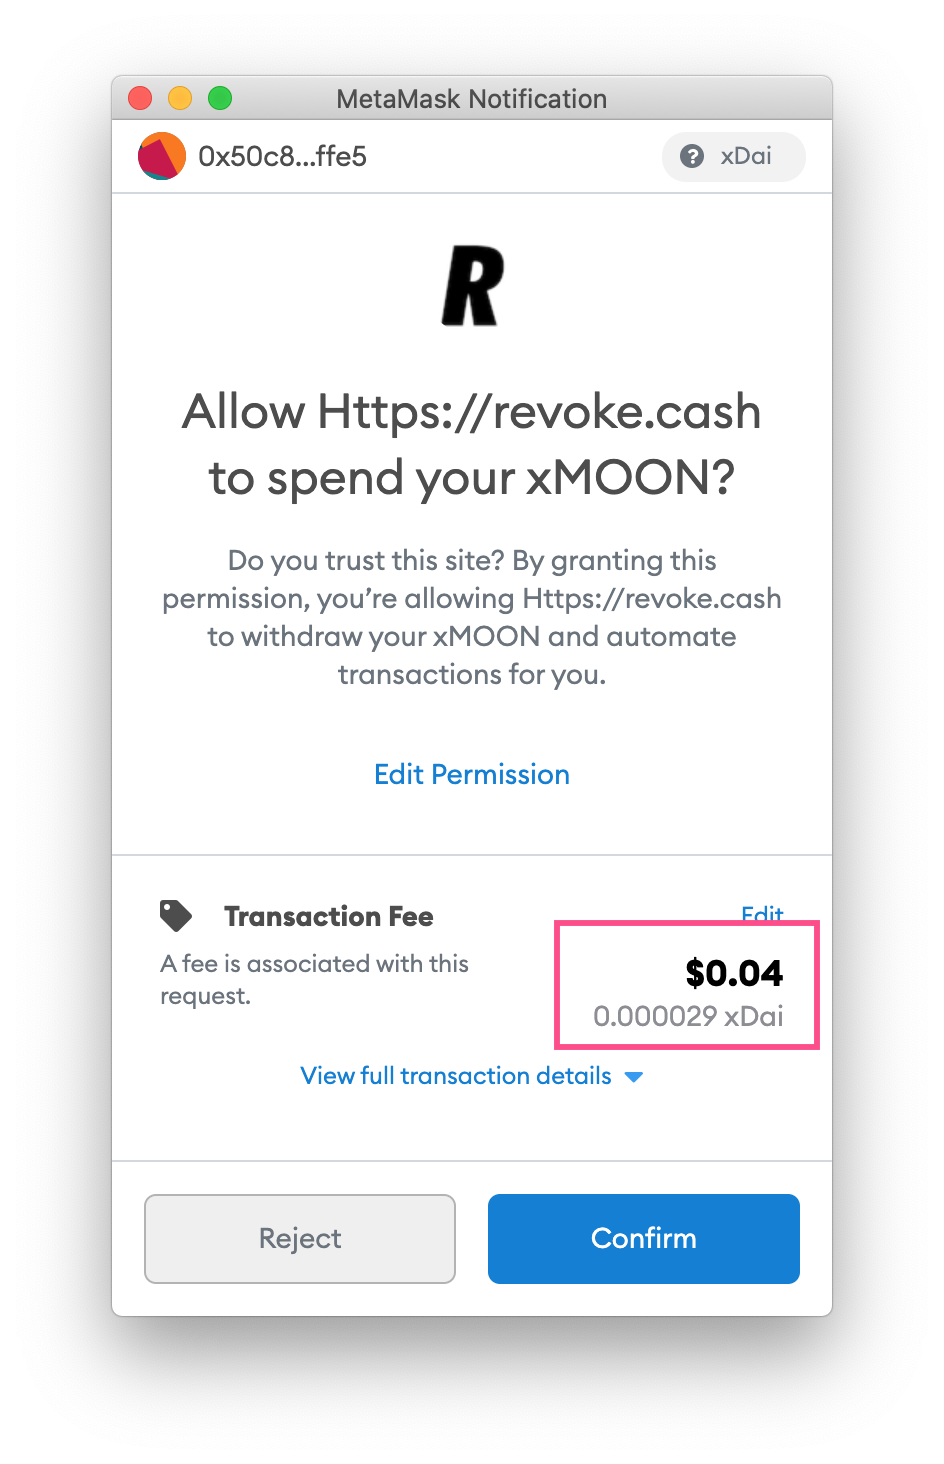 MetaMask Notification
0x50c8...ffe5
? xDai
R
Allow Https://revoke.cash
to spend your xMOON?
Do you trust this site? By granting this
permission, you’re allowing Https://revoke.cash
to withdraw your xMOON and automate
transactions for you.
Edit Permission
Transaction Fee
Edit
A fee is associated with this
request.
$0.04
0.000029 xDai
View full transaction details
Reject
Confirm